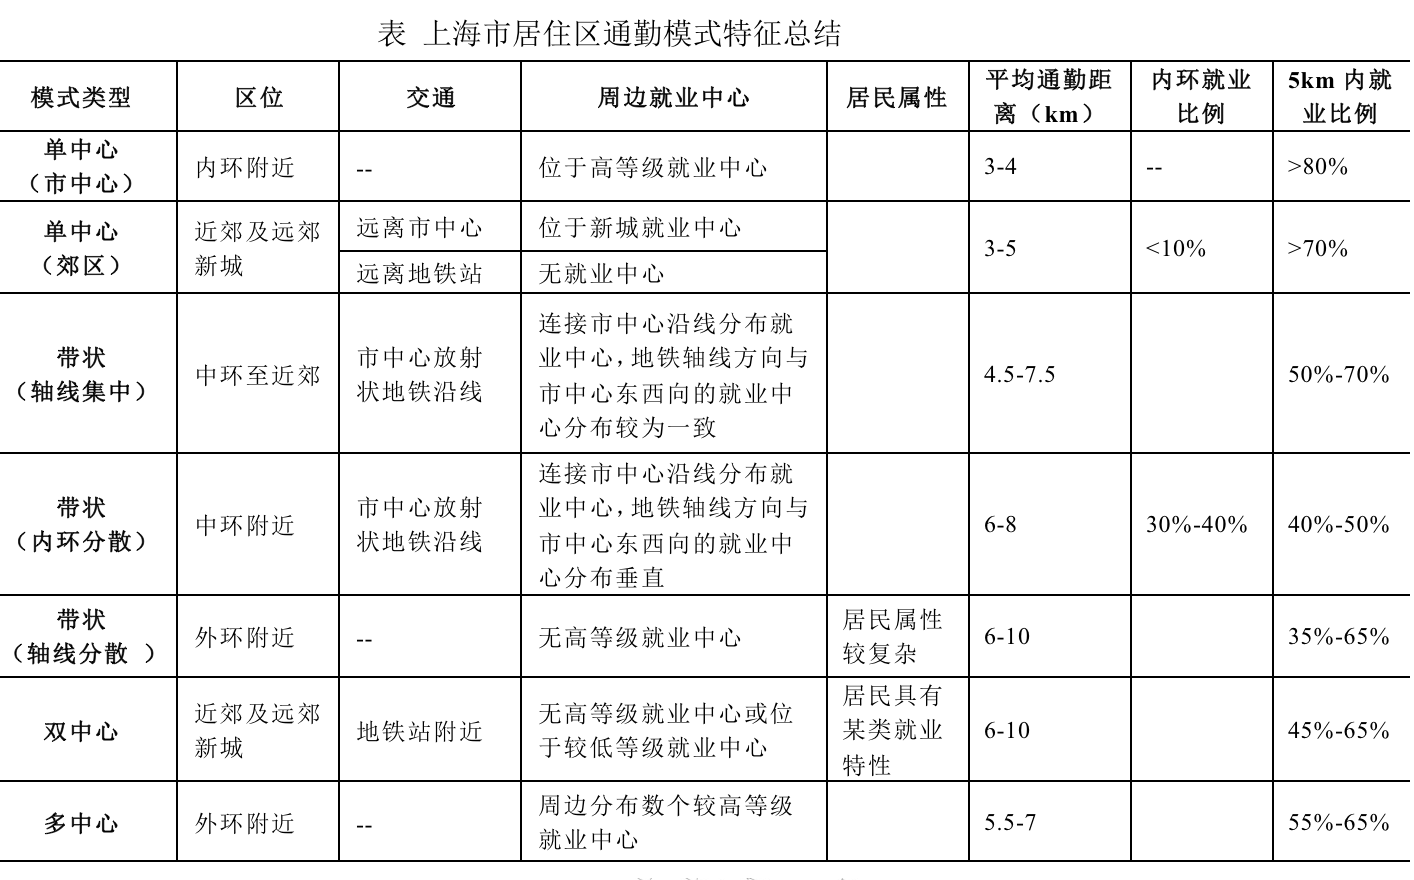 表 上海市居住区通勤模式特征总结
模式类型 区位 交通 周边就业中心 居民属性 平均通勤距 内环就业 5km 内就
离（km） 比例 业比例
单中心
（市中心） 内环附近 -- 位于高等级就业中心 3-4 -- >80%
单中心
（郊区） 近郊及远郊
新城 远离市中心 位于新城就业中心 3-5 <10% >70%
远离地铁站 无就业中心
带状
（轴线集中） 中环至近郊 市中心放射
状地铁沿线 连接市中心沿线分布就
业中心，地铁轴线方向与
市中心东西向的就业中
心分布较为一致 4.5-7.5 50%-70%
带状
（内环分散） 中环附近 市中心放射
状地铁沿线 连接市中心沿线分布就
业中心，地铁轴线方向与
市中心东西向的就业中
心分布垂直 6-8 30%-40% 40%-50%
带状
（轴线分散 ） 外环附近 -- 无高等级就业中心 居民属性
较复杂 6-10 35%-65%
双中心 近郊及远郊
新城 地铁站附近 无高等级就业中心或位
于较低等级就业中心 居民具有
某类就业
特性 6-10 45%-65%
多中心 外环附近 -- 周边分布数个较高等级
就业中心 5.5-7 55%-65%